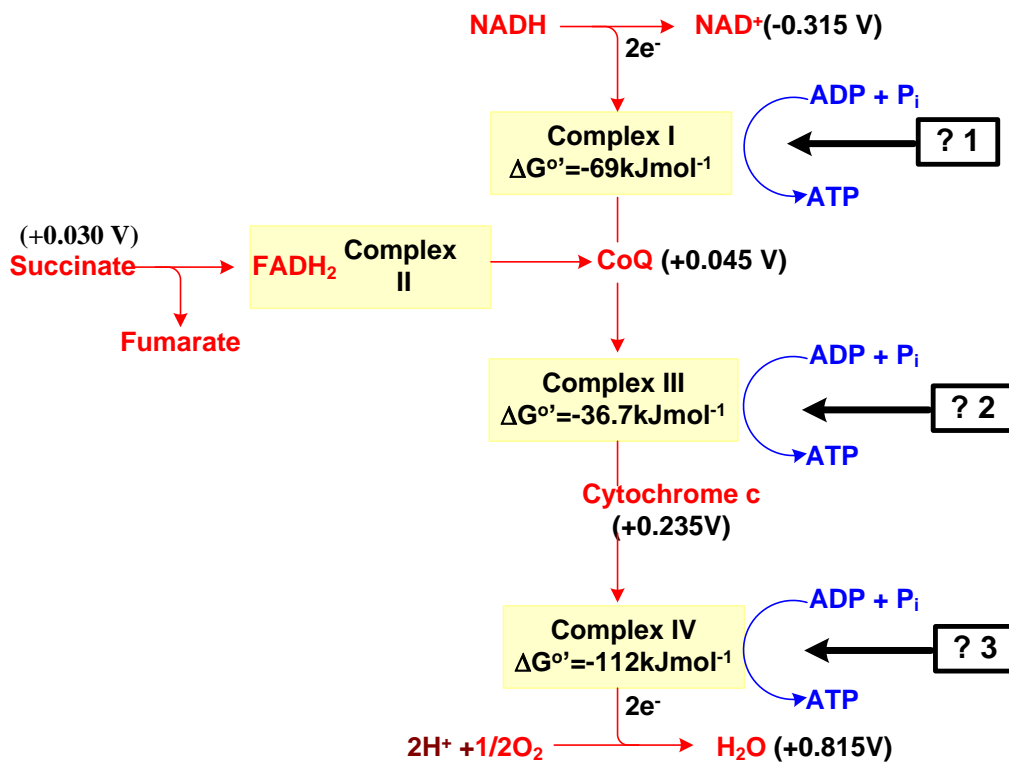 NADH NAD⁺(-0.315 V)
2e⁻
ADP + Pᵢ
Complex I
ΔG°'=-69kJmol⁻¹
? 1
ATP
(+0.030 V)
Succinate
FADH₂ Complex II
CoQ (+0.045 V)
Fumarate
ADP + Pᵢ
Complex III
ΔG°'=-36.7kJmol⁻¹
? 2
ATP
Cytochrome c
(+0.235V)
ADP + Pᵢ
Complex IV
ΔG°'=-112kJmol⁻¹
? 3
ATP
2e⁻
2H⁺ +1/2O₂ H₂O (+0.815V)